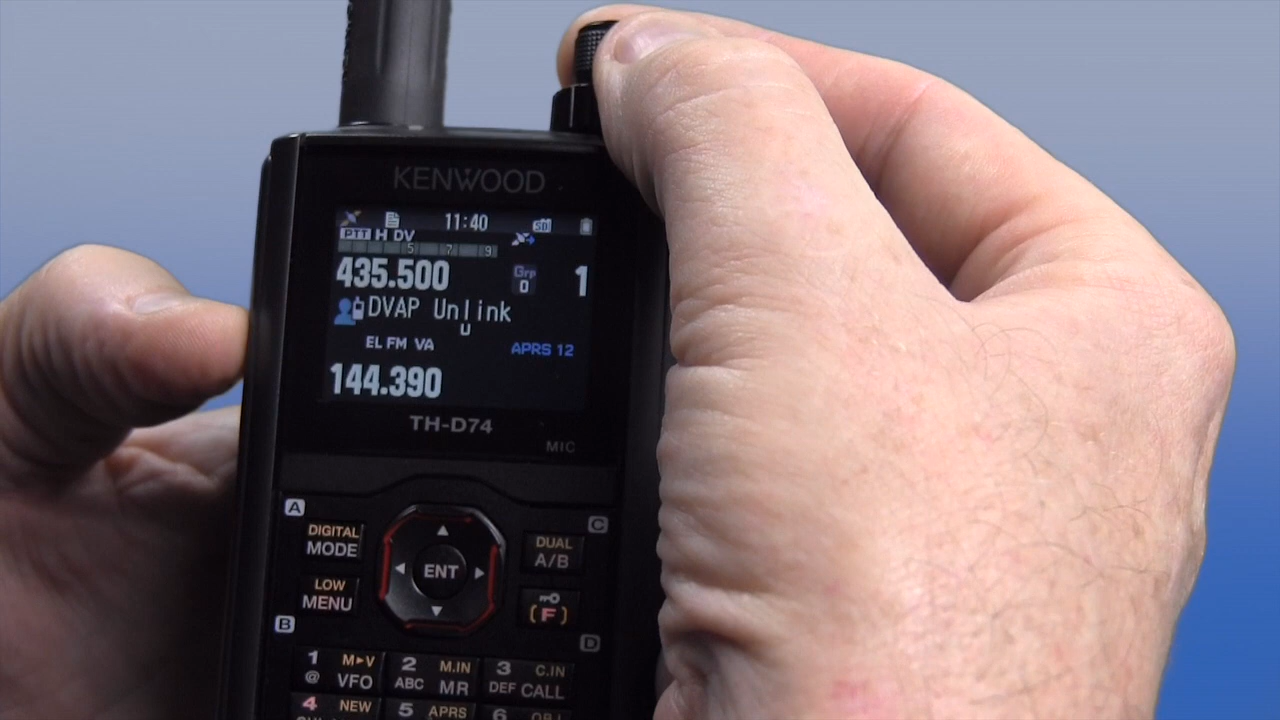 KENWOOD
11:40 SD
PTT H DV
5 7 9
435.500 Grp 0 1
DVAP Unlink
U
EL FM VA APRS 12
144.390
TH-D74
MIC
A
C
DIGITAL
MODE
DUAL
A/B
ENT
LOW
MENU
(F)
B
D
1 M►V 2 M.IN 3 C.IN
@ VFO ABC MR DEF CALL
4 NEW 5 APRS 6